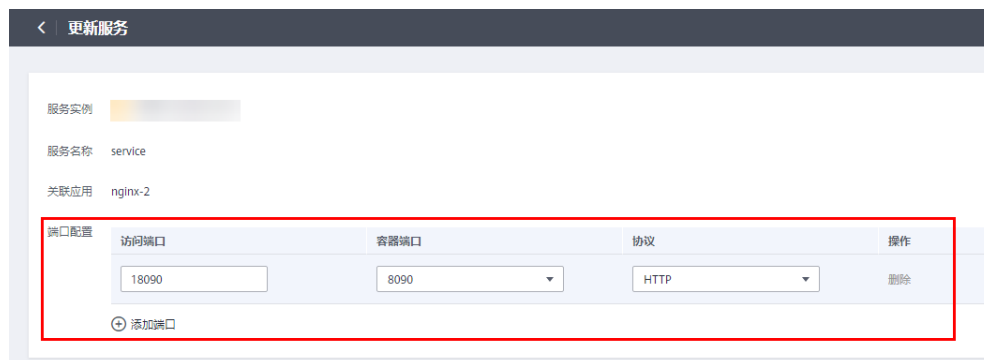 更新服务
服务实例
服务名称 service
关联应用 nginx-2
端口配置
访问端口 容器端口 协议 操作
18090 8090 HTTP 删除
添加端口